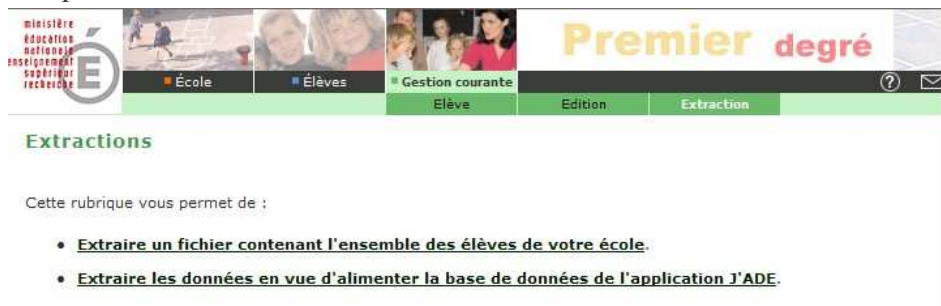 ministère
éducation
nationale
enseignement
supérieur
recherche
É
Premier degré
École
Élèves
Gestion courante
?
Elève
Edition
Extraction
Extractions
Cette rubrique vous permet de :
• Extraire un fichier contenant l'ensemble des élèves de votre école.
• Extraire les données en vue d'alimenter la base de données de l'application J'ADE.